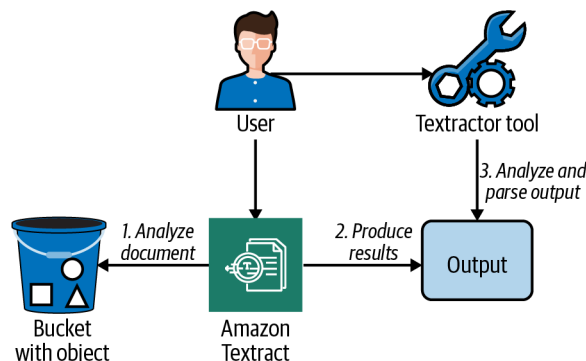 User
Textractor tool
3. Analyze and
parse output
1. Analyze
document
2. Produce
results
Output
Bucket
with object
Amazon
Textract